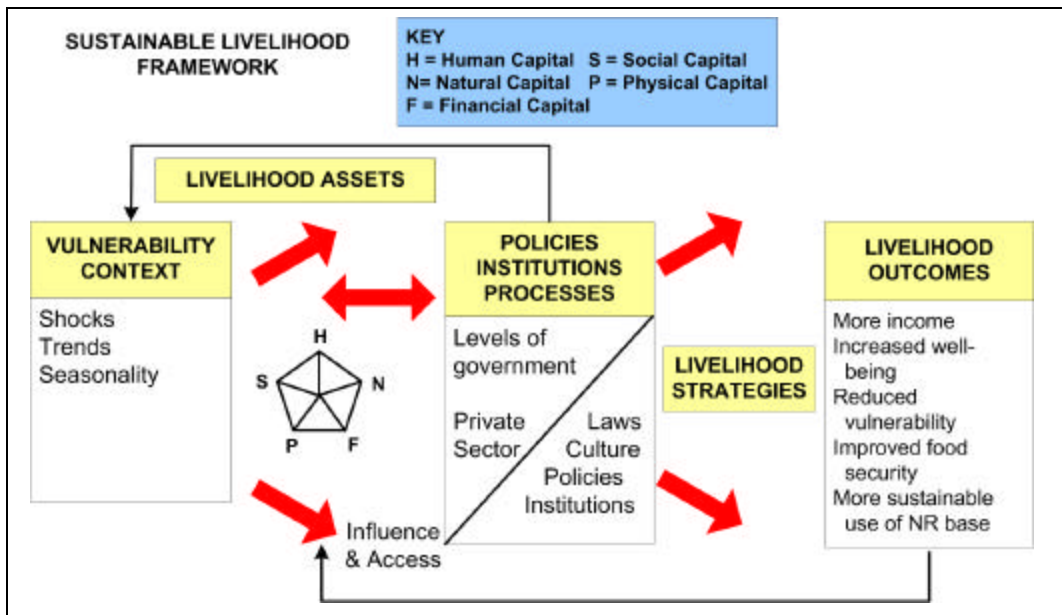 SUSTAINABLE LIVELIHOOD
FRAMEWORK
KEY
H = Human Capital S = Social Capital
N= Natural Capital P = Physical Capital
F = Financial Capital
LIVELIHOOD ASSETS
VULNERABILITY
CONTEXT
Shocks
Trends
Seasonality
H
S
N
P
F
POLICIES
INSTITUTIONS
PROCESSES
Levels of
government
Private
Sector
Laws
Culture
Policies
Institutions
Influence
& Access
LIVELIHOOD
STRATEGIES
LIVELIHOOD
OUTCOMES
More income
Increased well-
being
Reduced
vulnerability
Improved food
security
More sustainable
use of NR base